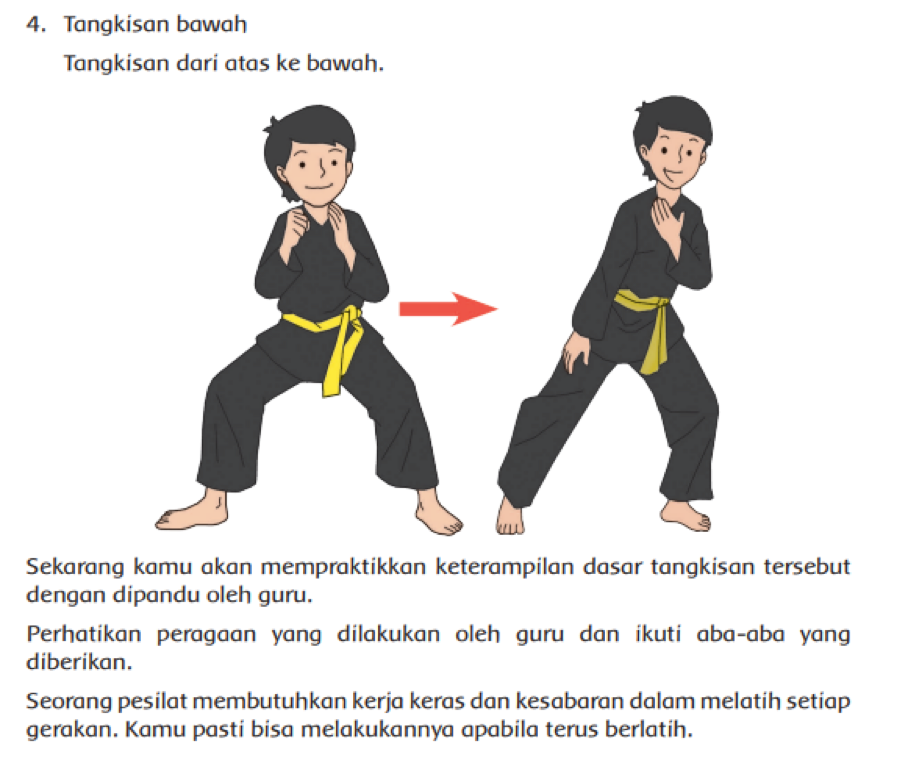 4. Tangkisan bawah
Tangkisan dari atas ke bawah.
Sekarang kamu akan mempraktikkan keterampilan dasar tangkisan tersebut
dengan dipandu oleh guru.
Perhatikan peragaan yang dilakukan oleh guru dan ikuti aba-aba yang
diberikan.
Seorang pesilat membutuhkan kerja keras dan kesabaran dalam melatih setiap
gerakan. Kamu pasti bisa melakukannya apabila terus berlatih.